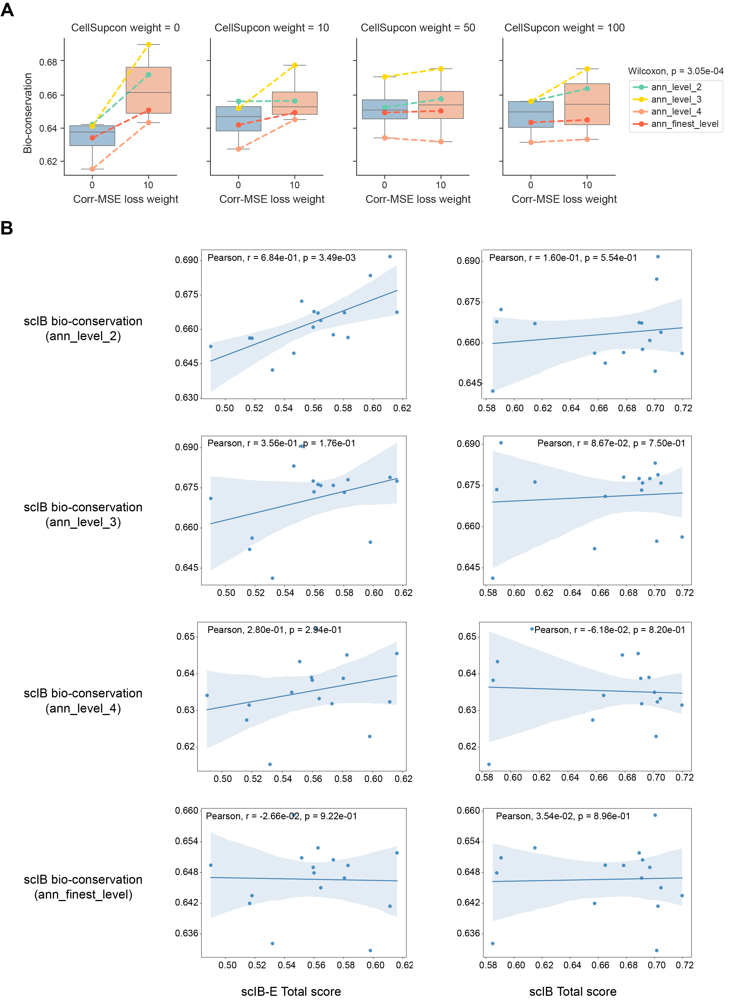 A
CellSupcon weight = 0
CellSupcon weight = 10
CellSupcon weight = 50
CellSupcon weight = 100
Bio-conservation
0.68
0.66
0.64
0.62
0 10
0 10
0 10
0 10
Corr-MSE loss weight
Corr-MSE loss weight
Corr-MSE loss weight
Corr-MSE loss weight
Wilcoxon, p = 3.05e-04
ann_level_2
ann_level_3
ann_level_4
ann_finest_level
B
scIB bio-conservation
(ann_level_2)
Pearson, r = 6.84e-01, p = 3.49e-03
0.690
0.675
0.660
0.645
0.630
0.50 0.52 0.54 0.56 0.58 0.60 0.62
Pearson, r = 1.60e-01, p = 5.54e-01
0.690
0.675
0.660
0.645
0.58 0.60 0.62 0.64 0.66 0.68 0.70 0.72
scIB bio-conservation
(ann_level_3)
Pearson, r = 3.56e-01, p = 1.76e-01
0.690
0.675
0.660
0.645
0.50 0.52 0.54 0.56 0.58 0.60 0.62
Pearson, r = 8.67e-02, p = 7.50e-01
0.690
0.675
0.660
0.645
0.58 0.60 0.62 0.64 0.66 0.68 0.70 0.72
scIB bio-conservation
(ann_level_4)
Pearson, 2.80e-01, p = 2.94e-01
0.65
0.64
0.63
0.62
0.50 0.52 0.54 0.56 0.58 0.60 0.62
Pearson, r = -6.18e-02, p = 8.20e-01
0.65
0.64
0.63
0.62
0.58 0.60 0.62 0.64 0.66 0.68 0.70 0.72
scIB bio-conservation
(ann_finest_level)
Pearson, r = -2.66e-02, p = 9.22e-01
0.660
0.654
0.648
0.642
0.636
0.50 0.52 0.54 0.56 0.58 0.60 0.62
Pearson, 3.54e-02, p = 8.96e-01
0.660
0.654
0.648
0.642
0.636
0.58 0.60 0.62 0.64 0.66 0.68 0.70 0.72
scIB-E Total score
scIB Total score